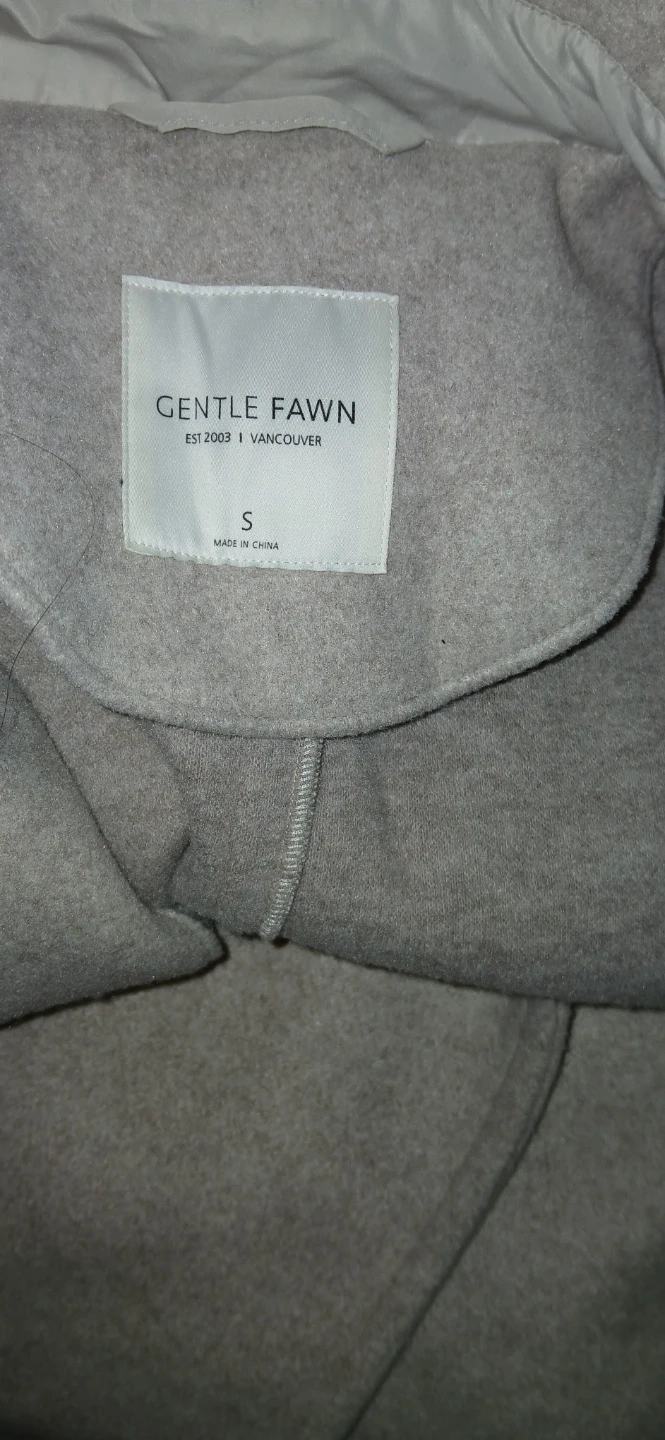 GENTLE FAWN
EST 2003 | VANCOUVER
S
MADE IN CHINA